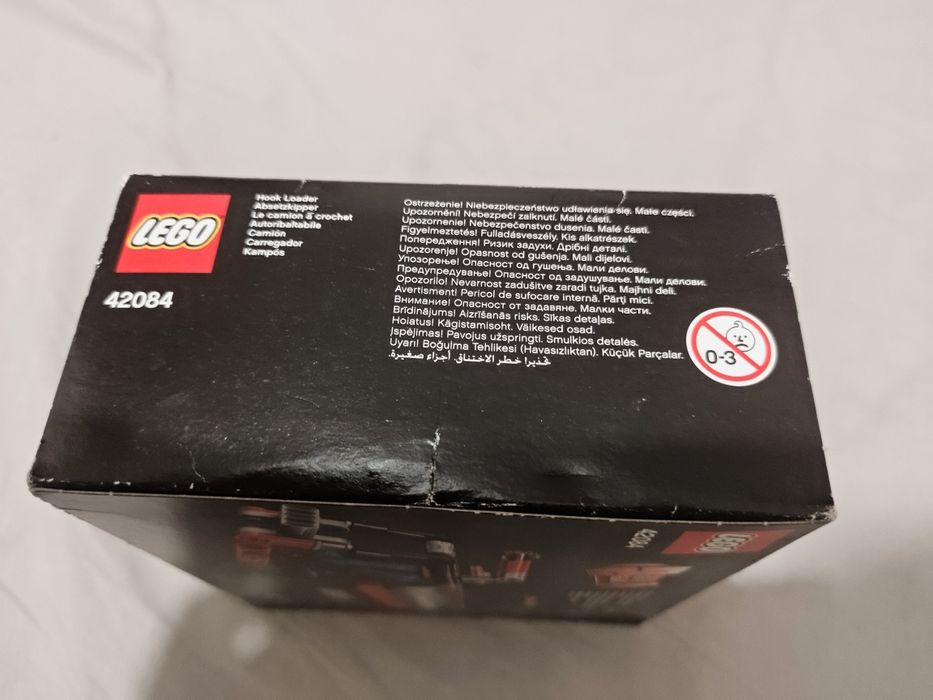 LEGO
42084
Hook Loader
Absetzkipper
Le camion à crochet
Autoribaltabile
Camión
Carregador
Kampós
Ostrzeżenie! Niebezpieczeństwo udławienia się. Małe części.
Upozornění! Nebezpečí zalknutí. Malé části.
Upozornenie! Nebezpečenstvo dusenia. Malé časti.
Figyelmeztetés! Fulladásveszély. Kis alkatrészek.
Попередження! Ризик задухи. Дрібні деталі.
Upozorenje! Opasnost od gušenja. Mali dijelovi.
Упозорење! Опасност од гушења. Мали делови.
Предупредување! Опасност од задушување. Мали делови.
Opozorilo! Nevarnost zadušitve zaradi tujka. Majhni deli.
Avertisment! Pericol de sufocare internă. Părţi mici.
Внимание! Опасност от задавяне. Малки части.
Brīdinājums! Aizrīšanās risks. Sīkas detaļas.
Hoiatus! Kägistamisoht. Väikesed osad.
Įspėjimas! Pavojus užspringti. Smulkios detalės.
Uyarı! Boğulma Tehlikesi (Havasızlıktan). Küçük Parçalar.
تحذير! خطر الاختناق. أجزاء صغيرة.
0-3
LEGO
42084